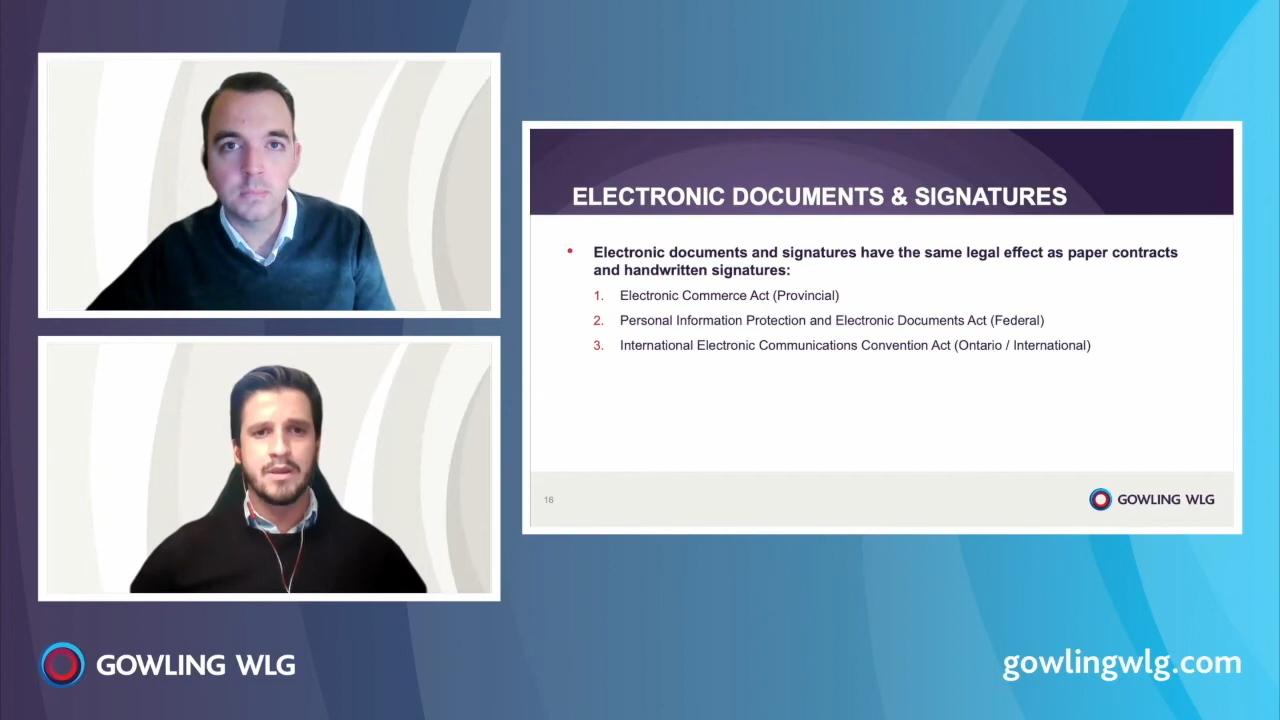 ELECTRONIC DOCUMENTS & SIGNATURES
• Electronic documents and signatures have the same legal effect as paper contracts
and handwritten signatures:
1. Electronic Commerce Act (Provincial)
2. Personal Information Protection and Electronic Documents Act (Federal)
3. International Electronic Communications Convention Act (Ontario / International)
16
GOWLING WLG
GOWLING WLG
gowlingwlg.com